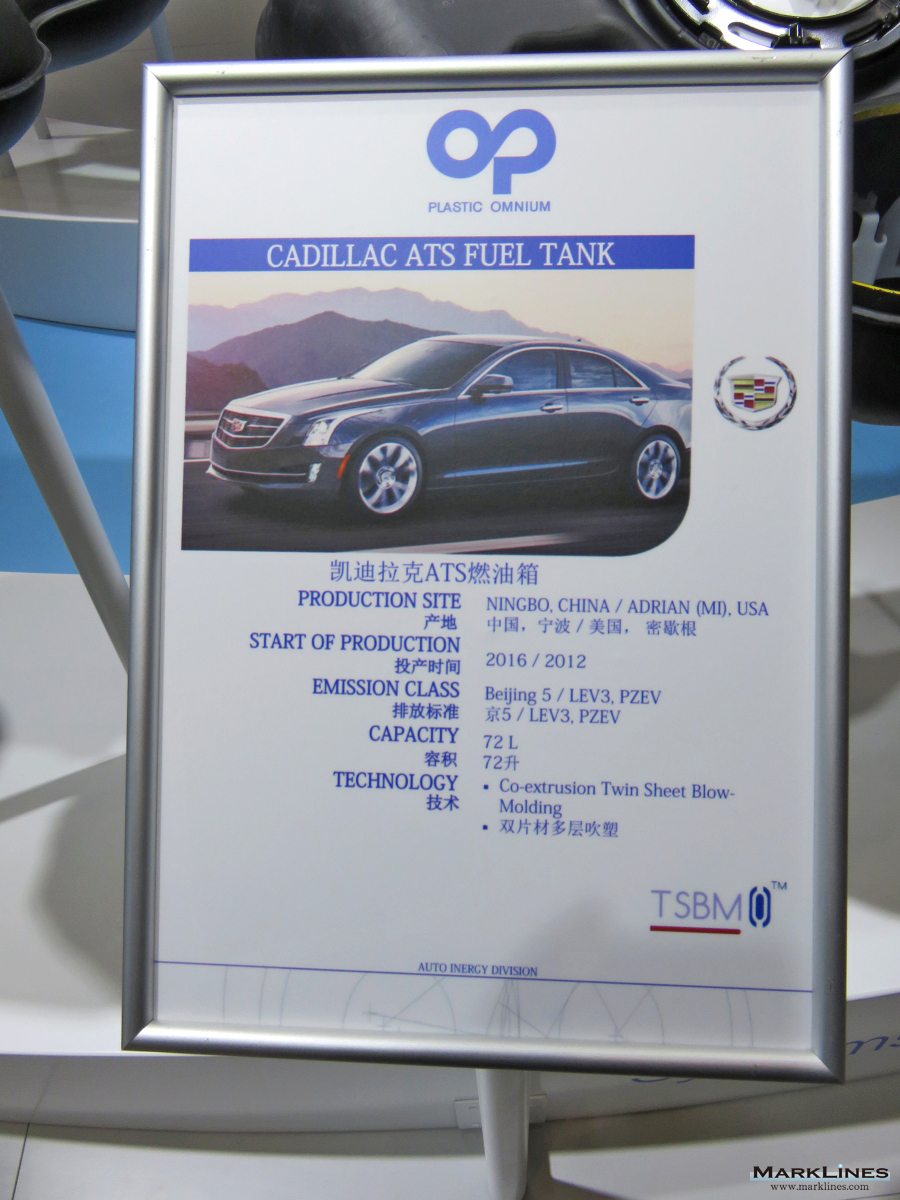 PLASTIC OMNIUM
CADILLAC ATS FUEL TANK
凯迪拉克ATS燃油箱
PRODUCTION SITE
产地
NINGBO, CHINA / ADRIAN (MI), USA
中国，宁波 / 美国， 密歇根
START OF PRODUCTION
投产时间
2016 / 2012
EMISSION CLASS
排放标准
Beijing 5 / LEV3, PZEV
京5 / LEV3, PZEV
CAPACITY
容积
72 L
72升
TECHNOLOGY
技术
▪ Co-extrusion Twin Sheet Blow-
Molding
▪ 双片材多层吹塑
TSBM ™
AUTO INERGY DIVISION
MARKLINES
www.marklines.com